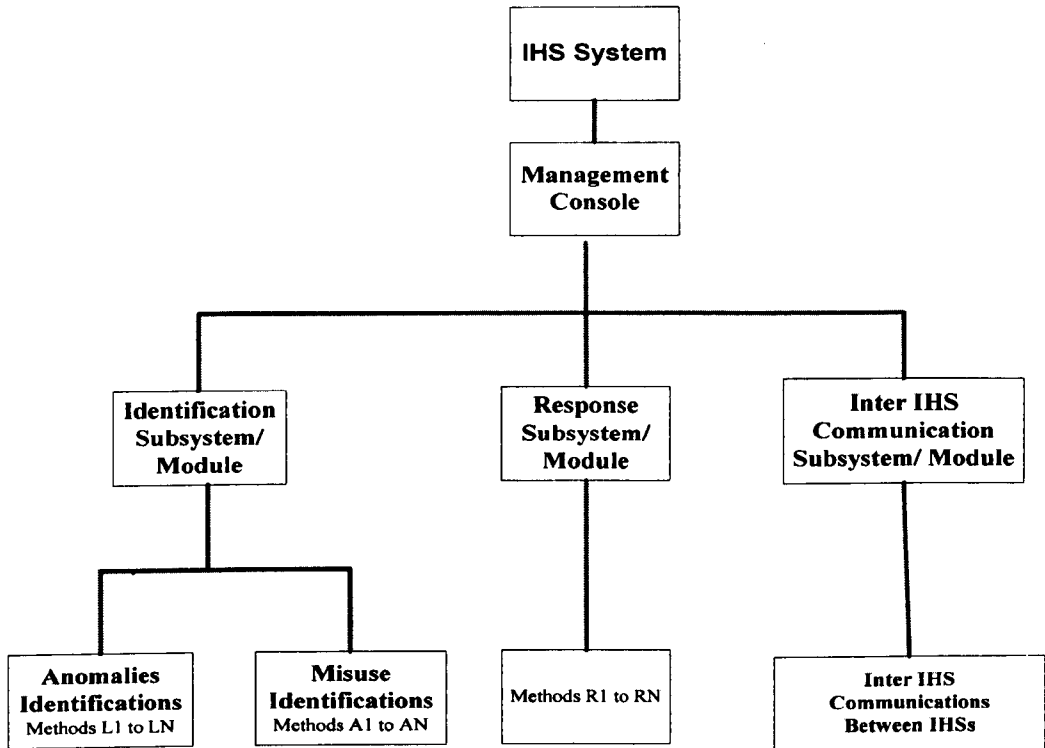 IHS System
Management
Console
Identification
Subsystem/
Module
Response
Subsystem/
Module
Inter IHS
Communication
Subsystem/ Module
Anomalies
Identifications
Methods L1 to LN
Misuse
Identifications
Methods A1 to AN
Methods R1 to RN
Inter IHS
Communications
Between IHSs